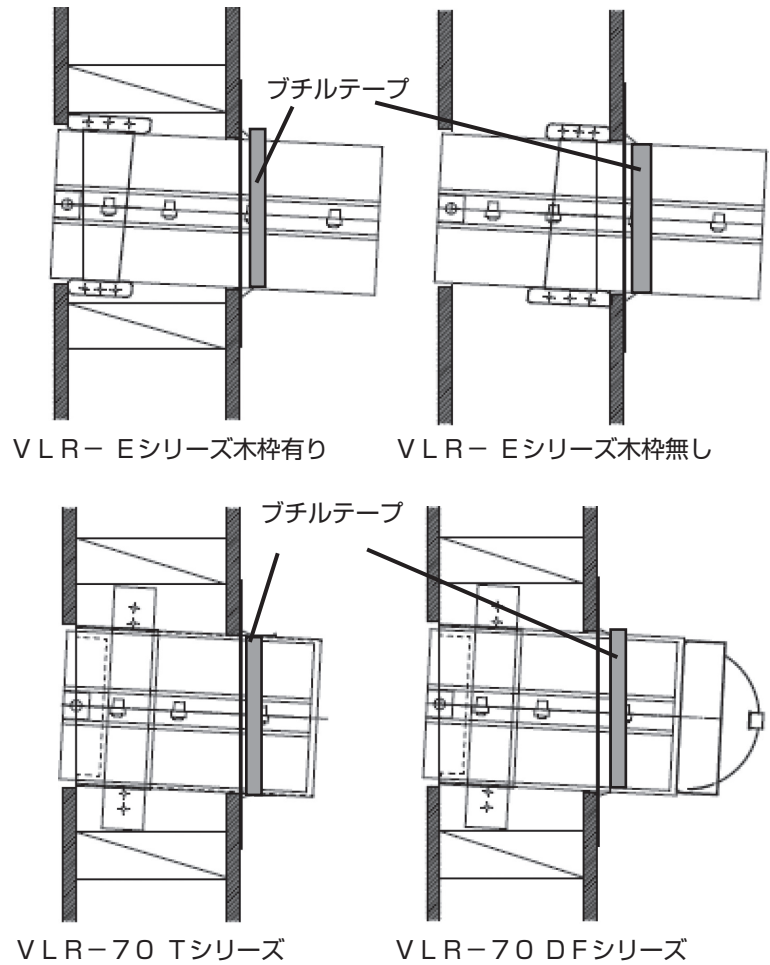 ブチルテープ
ＶＬＲ－ Ｅシリーズ木枠有り
ＶＬＲ－ Ｅシリーズ木枠無し
ブチルテープ
ＶＬＲ－７０ Ｔシリーズ
ＶＬＲ－７０ ＤＦシリーズ